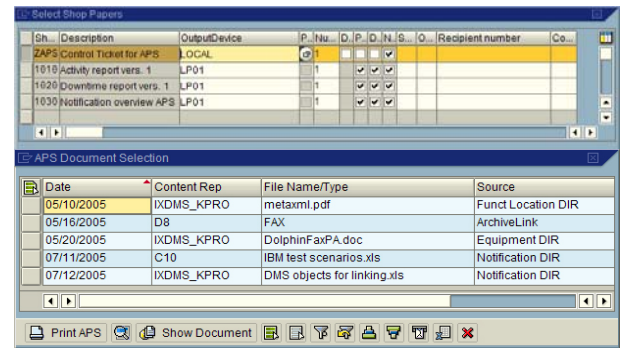 Select Shop Papers
Sh... Description OutputDevice P.. Nu... D. P.. D. N. S... O... Recipient number Co...
ZAPS Control Ticket for APS LOCAL 1
1010 Activity report vers. 1 LP01 1
1020 Downtime report vers. 1 LP01 1
1030 Notification overview APS LP01 1
APS Document Selection
Date Content Rep File Name/Type Source
05/10/2005 IXDMS_KPRO metaxml.pdf Funct Location DIR
05/16/2005 D8 FAX ArchiveLink
05/20/2005 IXDMS_KPRO DolphinFaxPA.doc Equipment DIR
07/11/2005 C10 IBM test scenarios.xls Notification DIR
07/12/2005 IXDMS_KPRO DMS objects for linking.xls Notification DIR
Print APS Show Document